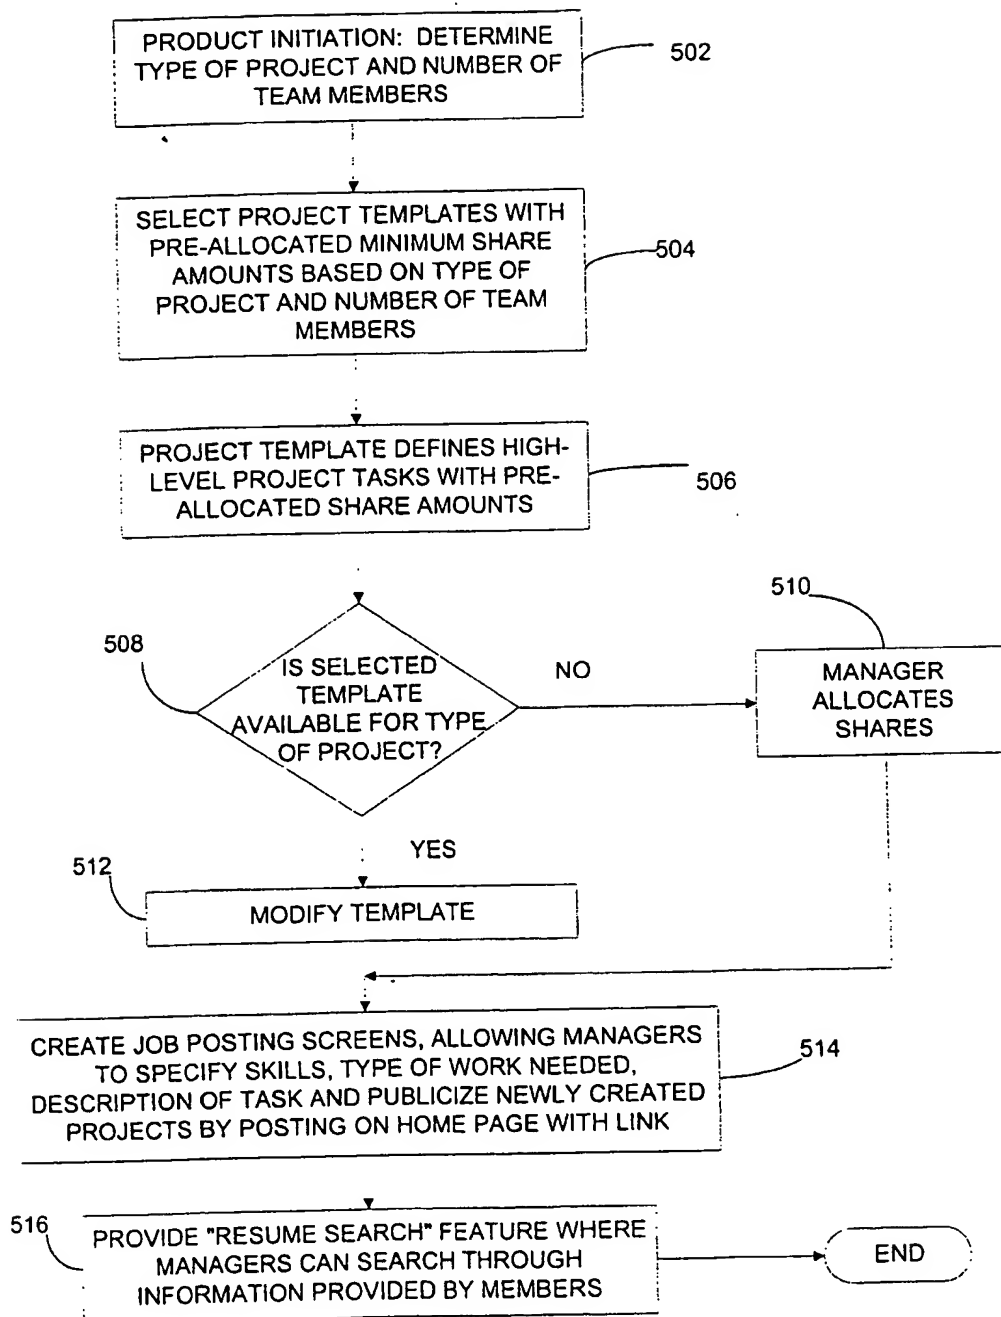 PRODUCT INITIATION: DETERMINE
TYPE OF PROJECT AND NUMBER OF
TEAM MEMBERS
502
SELECT PROJECT TEMPLATES WITH
PRE-ALLOCATED MINIMUM SHARE
AMOUNTS BASED ON TYPE OF
PROJECT AND NUMBER OF TEAM
MEMBERS
504
PROJECT TEMPLATE DEFINES HIGH-
LEVEL PROJECT TASKS WITH PRE-
ALLOCATED SHARE AMOUNTS
506
508
IS SELECTED
TEMPLATE
AVAILABLE FOR TYPE
OF PROJECT?
NO
510
MANAGER
ALLOCATES
SHARES
YES
512
MODIFY TEMPLATE
CREATE JOB POSTING SCREENS, ALLOWING MANAGERS
TO SPECIFY SKILLS, TYPE OF WORK NEEDED,
DESCRIPTION OF TASK AND PUBLICIZE NEWLY CREATED
PROJECTS BY POSTING ON HOME PAGE WITH LINK
514
516
PROVIDE "RESUME SEARCH" FEATURE WHERE
MANAGERS CAN SEARCH THROUGH
INFORMATION PROVIDED BY MEMBERS
END